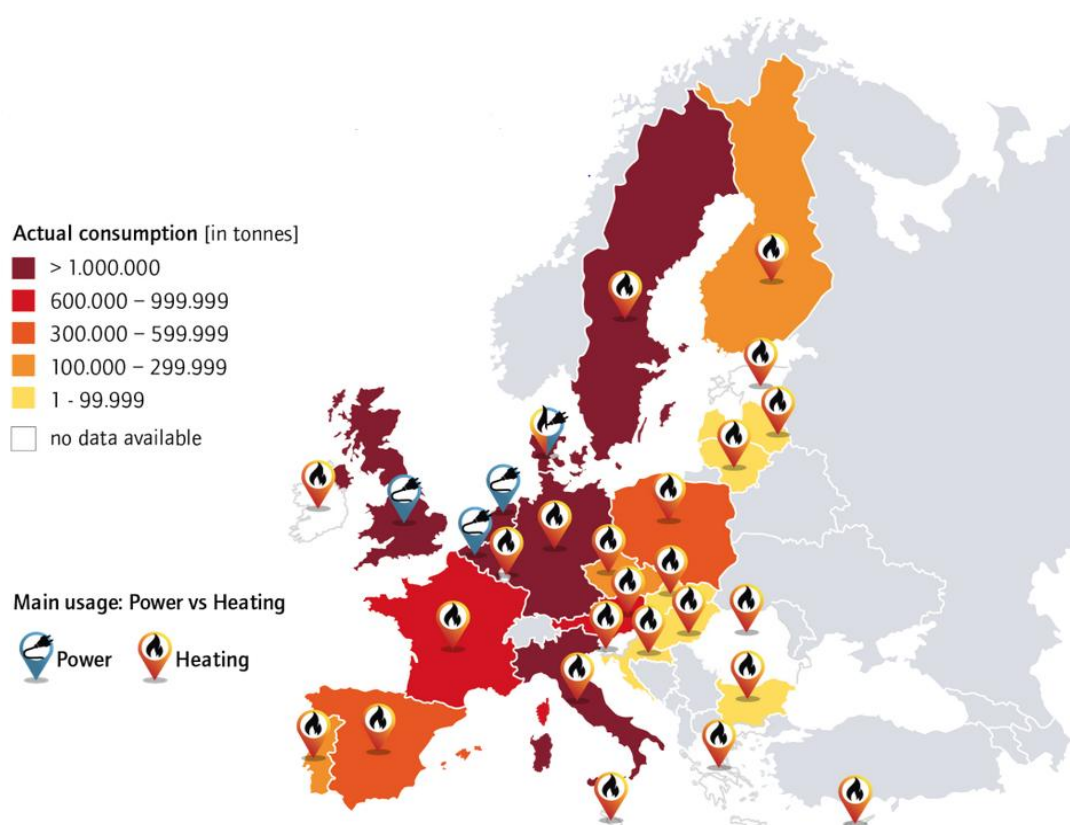 Actual consumption [in tonnes]
> 1.000.000
600.000 – 999.999
300.000 – 599.999
100.000 – 299.999
1 - 99.999
no data available
Main usage: Power vs Heating
Power
Heating